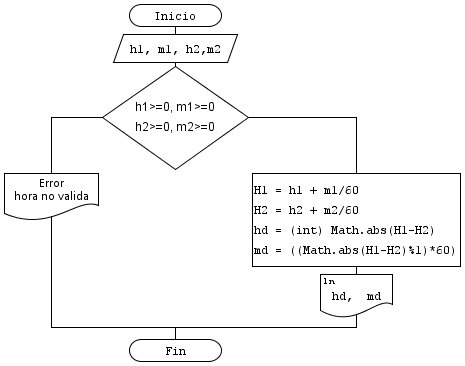 Inicio
h1, m1, h2,m2
h1>=0, m1>=0
h2>=0, m2>=0
Error
hora no valida
H1 = h1 + m1/60
H2 = h2 + m2/60
hd = (int) Math.abs(H1-H2)
md = ((Math.abs(H1-H2)%1)*60)
ln
hd, md
Fin